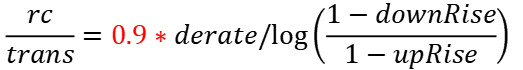 rc/trans = 0.9 * derate/log((1 − downRise)/(1 − upRise))